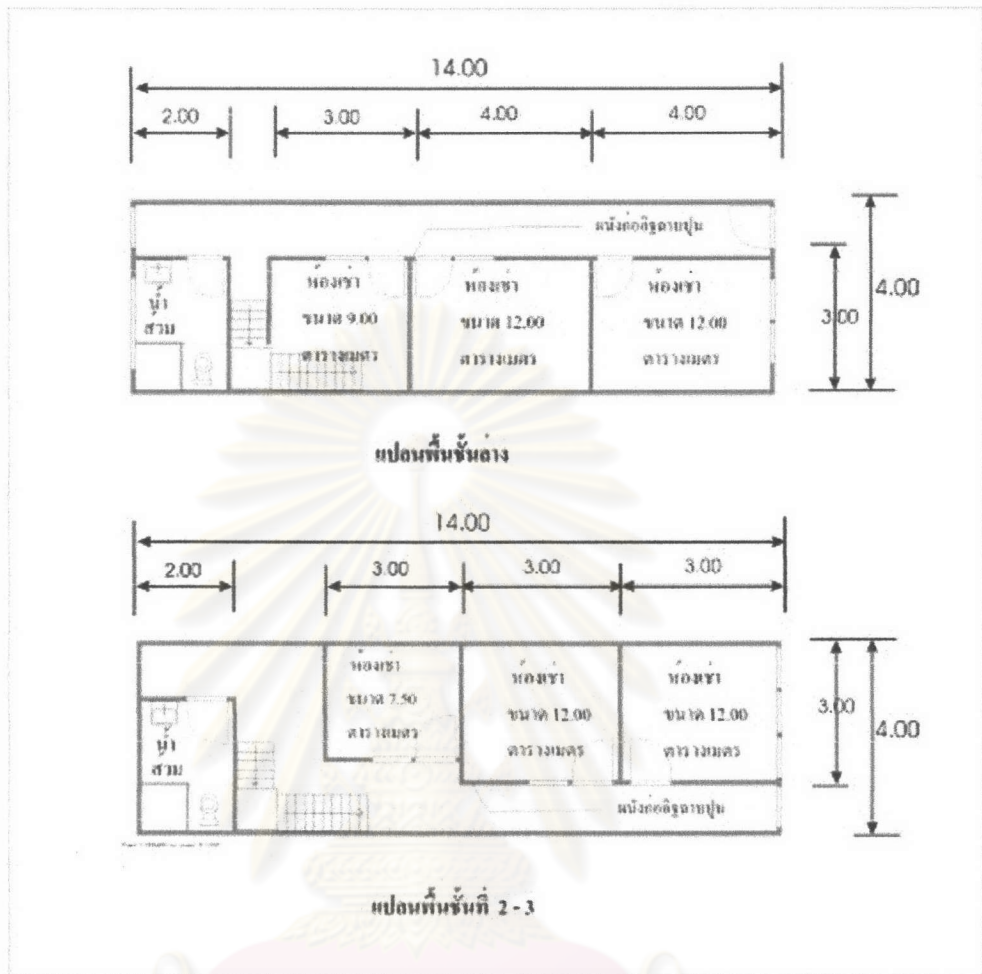 14.00
2.00
3.00
4.00
4.00
ผนังก่ออิฐฉาบปูน
4.00
3.00
น้ำ
ส้วม
ห้องเช่า
ขนาด 9.00
ตารางเมตร
ห้องเช่า
ขนาด 12.00
ตารางเมตร
ห้องเช่า
ขนาด 12.00
ตารางเมตร
แปลนพื้นชั้นล่าง
14.00
2.00
3.00
3.00
3.00
ห้องเช่า
ขนาด 7.50
ตารางเมตร
ห้องเช่า
ขนาด 12.00
ตารางเมตร
ห้องเช่า
ขนาด 12.00
ตารางเมตร
3.00
4.00
น้ำ
ส้วม
ผนังก่ออิฐฉาบปูน
แปลนพื้นชั้นที่ 2 - 3